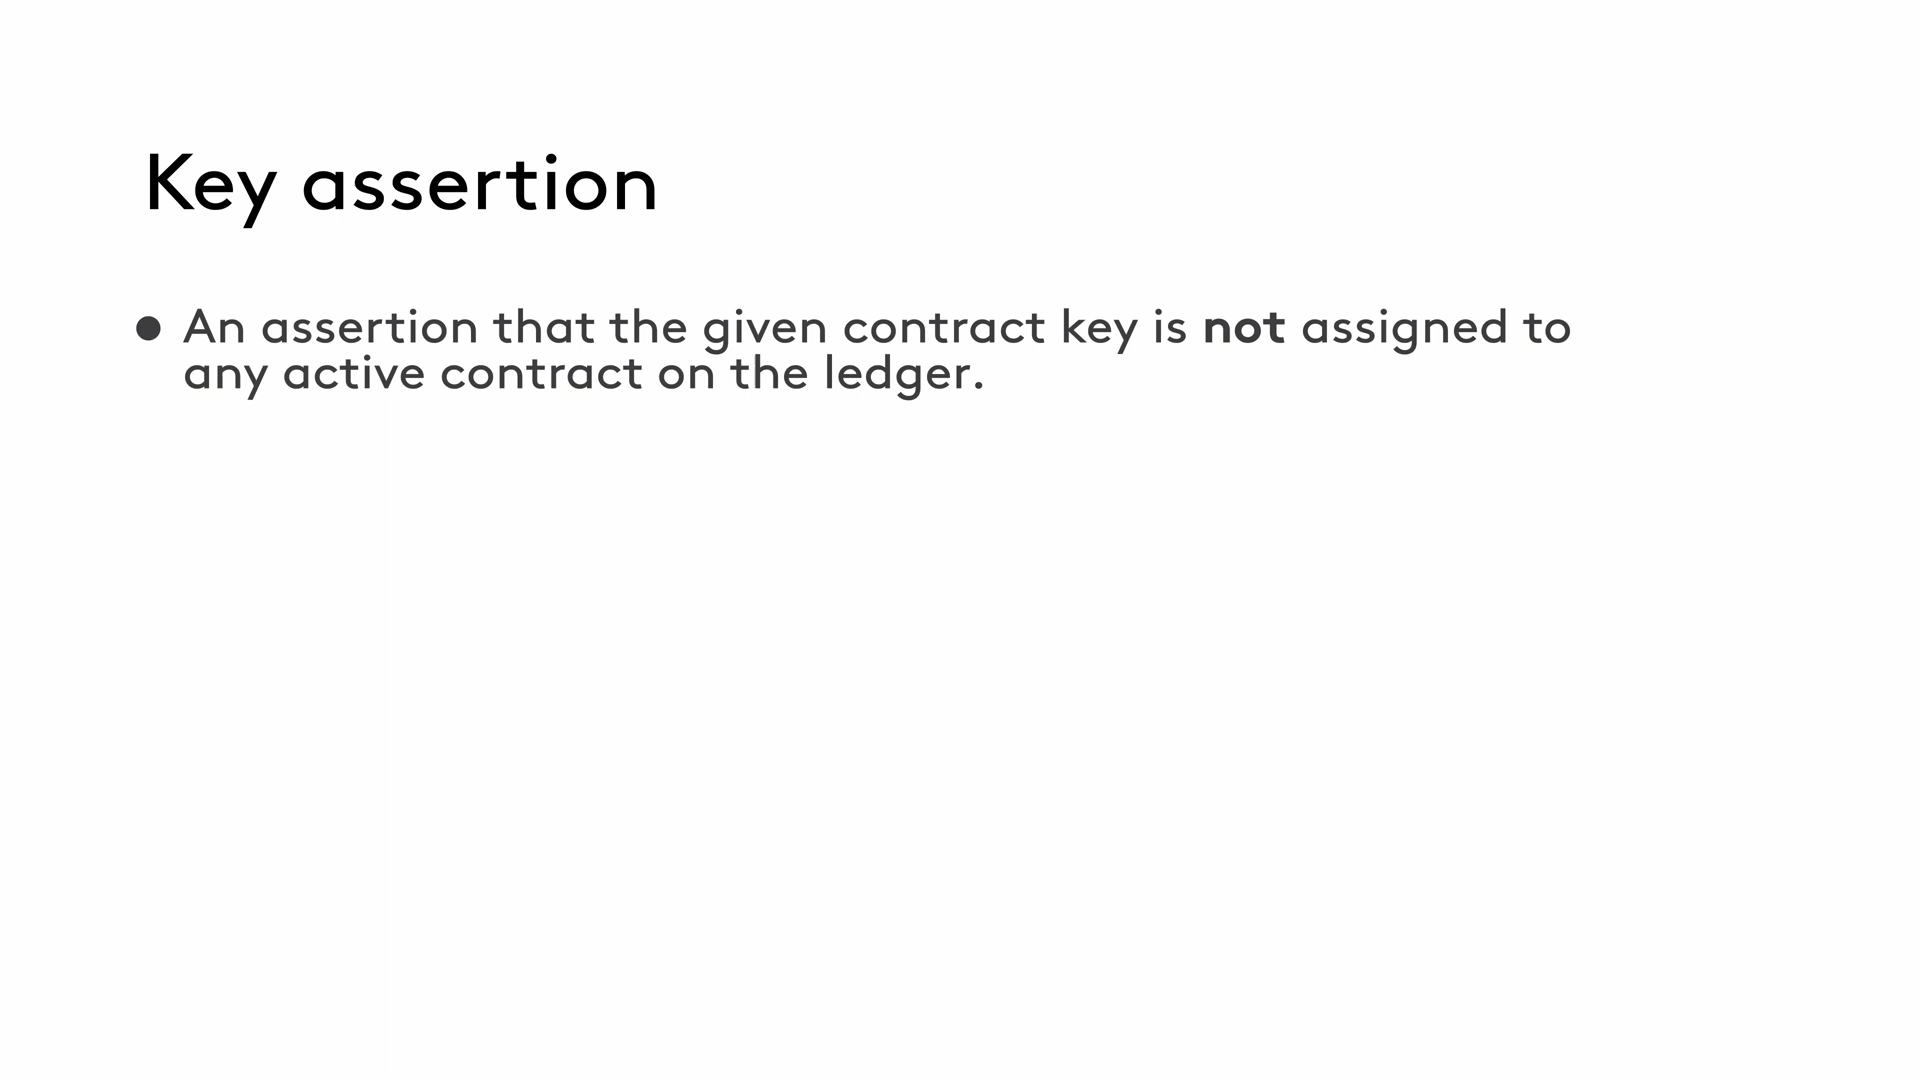 Key assertion
● An assertion that the given contract key is not assigned to
any active contract on the ledger.